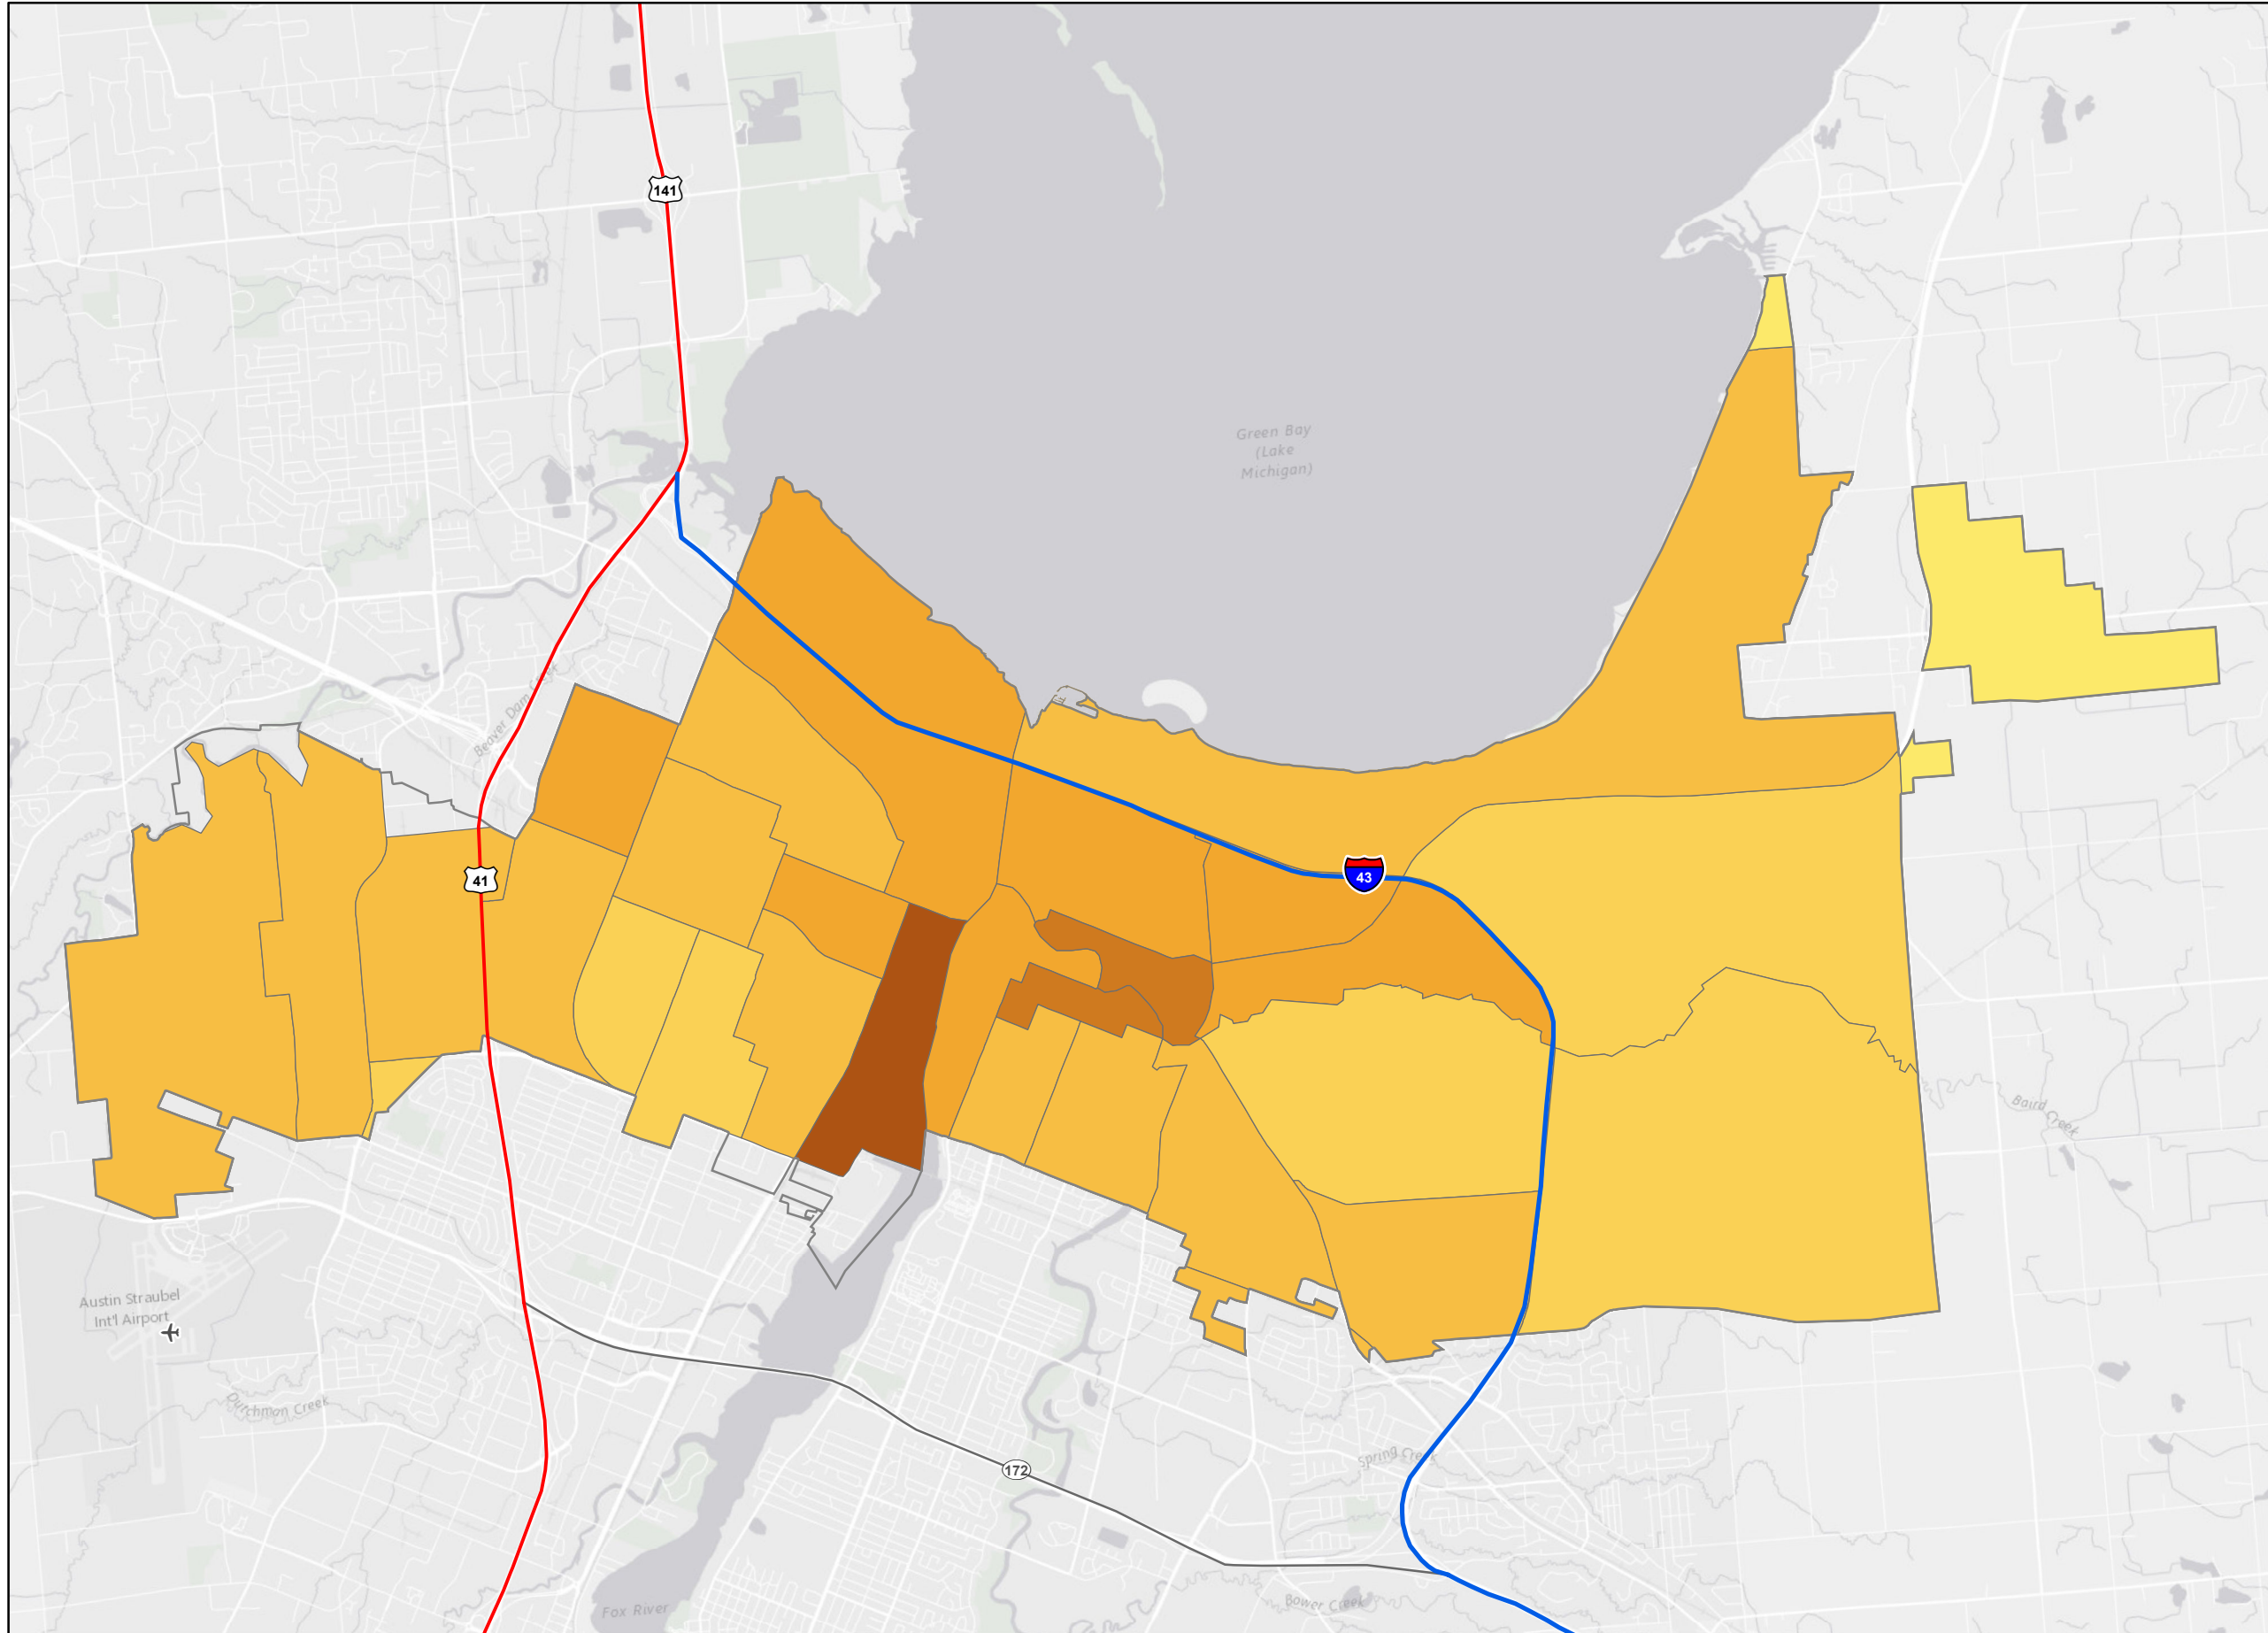 141
Green Bay
(Lake
Michigan)
Beaver Dam Creek
41
43
Baird Creek
Austin Straubel
Int'l Airport
Dutchman Creek
172
Spring Creek
Fox River
Bower Creek